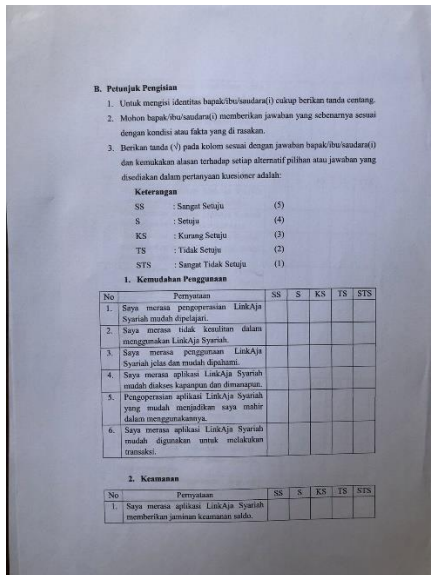 B. Petunjuk Pengisian
1. Untuk mengisi identitas bapak/ibu/saudara(i) cukup berikan tanda centang.
2. Mohon bapak/ibu/saudara(i) memberikan jawaban yang sebenarnya sesuai
dengan kondisi atau fakta yang di rasakan.
3. Berikan tanda (√) pada kolom sesuai dengan jawaban bapak/ibu/saudara(i)
dan kemukakan alasan terhadap setiap alternatif pilihan atau jawaban yang
disediakan dalam pertanyaan kuesioner adalah:
Keterangan
SS : Sangat Setuju (5)
S : Setuju (4)
KS : Kurang Setuju (3)
TS : Tidak Setuju (2)
STS : Sangat Tidak Setuju (1)
1. Kemudahan Penggunaan
No Pernyataan SS S KS TS STS
1. Saya merasa pengoperasian LinkAja
Syariah mudah dipelajari.
2. Saya merasa tidak kesulitan dalam
menggunakan LinkAja Syariah.
3. Saya merasa penggunaan LinkAja
Syariah jelas dan mudah dipahami.
4. Saya merasa aplikasi LinkAja Syariah
mudah diakses kapanpun dan dimanapun.
5. Pengoperasian aplikasi LinkAja Syariah
yang mudah menjadikan saya mahir
dalam menggunakannya.
6. Saya merasa aplikasi LinkAja Syariah
mudah digunakan untuk melakukan
transaksi.
2. Keamanan
No Pernyataan SS S KS TS STS
1. Saya merasa aplikasi LinkAja Syariah
memberikan jaminan keamanan saldo.